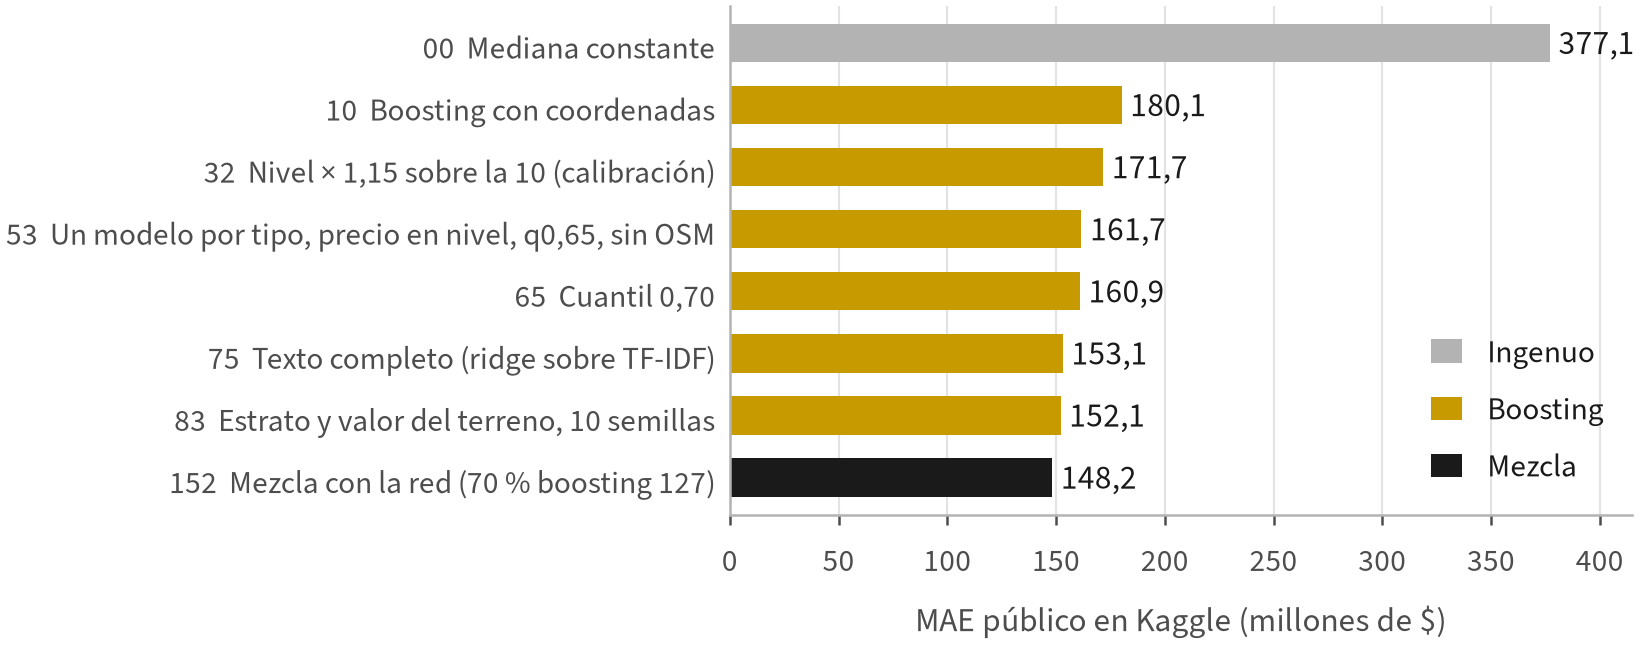 00 Mediana constante 377,1
10 Boosting con coordenadas 180,1
32 Nivel × 1,15 sobre la 10 (calibración) 171,7
53 Un modelo por tipo, precio en nivel, q0,65, sin OSM 161,7
65 Cuantil 0,70 160,9
75 Texto completo (ridge sobre TF-IDF) 153,1
83 Estrato y valor del terreno, 10 semillas 152,1
152 Mezcla con la red (70 % boosting 127) 148,2
Ingenuo
Boosting
Mezcla
0 50 100 150 200 250 300 350 400
MAE público en Kaggle (millones de $)